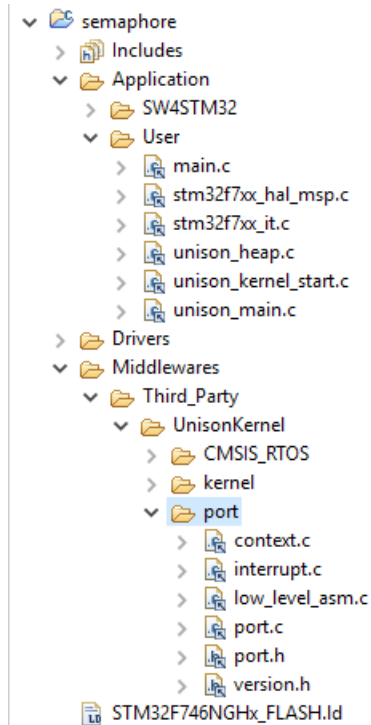 semaphore
Includes
Application
SW4STM32
User
main.c
stm32f7xx_hal_msp.c
stm32f7xx_it.c
unison_heap.c
unison_kernel_start.c
unison_main.c
Drivers
Middlewares
Third_Party
UnisonKernel
CMSIS_RTOS
kernel
port
context.c
interrupt.c
low_level_asm.c
port.c
port.h
version.h
STM32F746NGHx_FLASH.ld